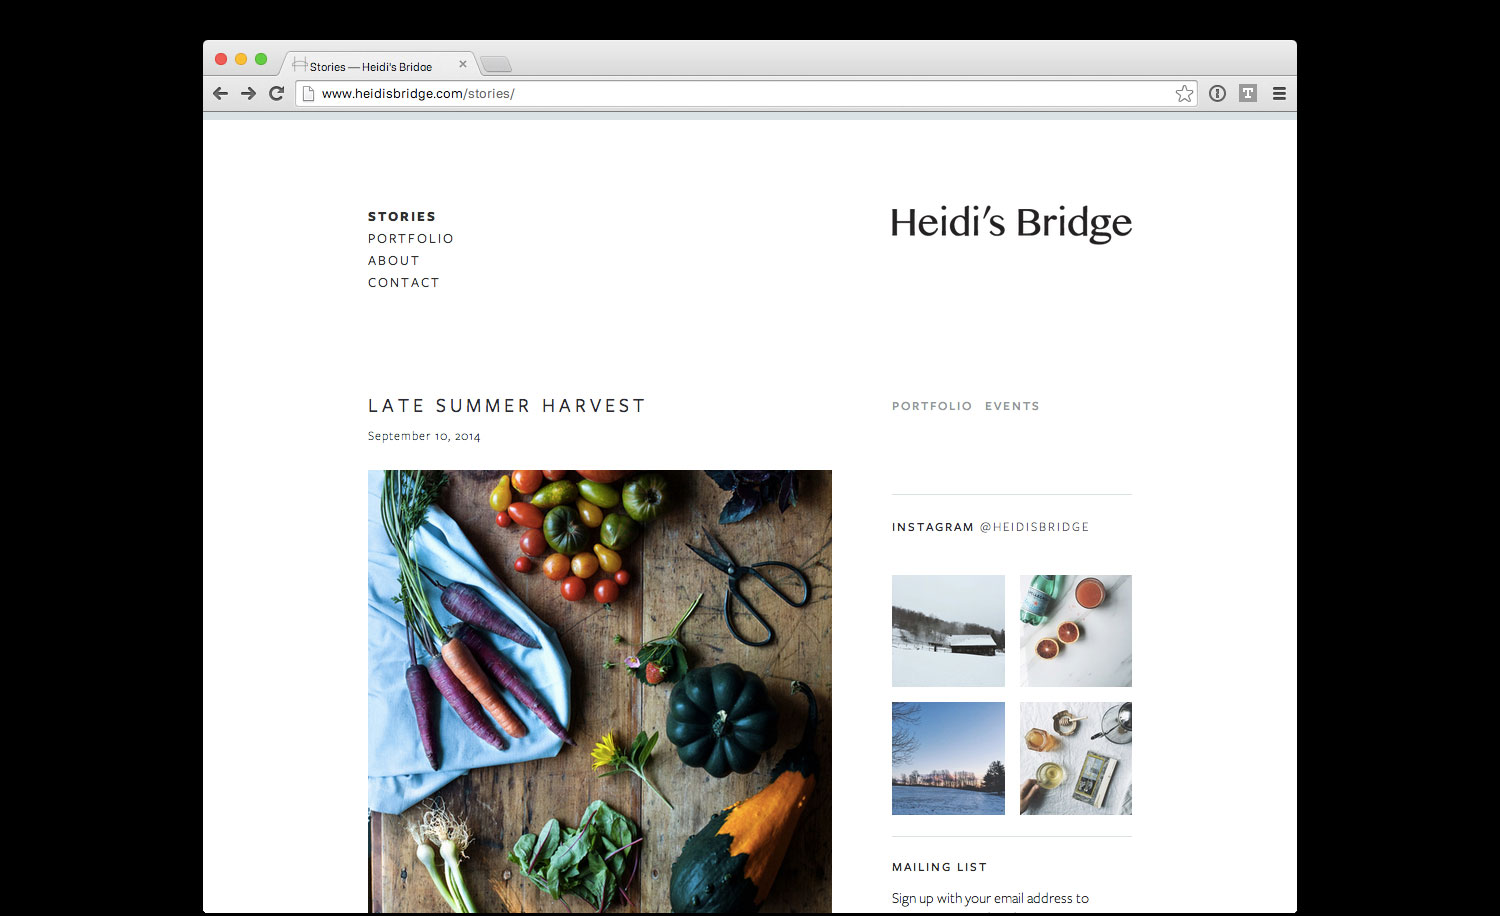 Stories — Heidi's Bridge
www.heidisbridge.com/stories/
STORIES
PORTFOLIO
ABOUT
CONTACT
Heidi's Bridge
LATE SUMMER HARVEST
September 10, 2014
PORTFOLIO EVENTS
INSTAGRAM @HEIDISBRIDGE
MAILING LIST
Sign up with your email address to